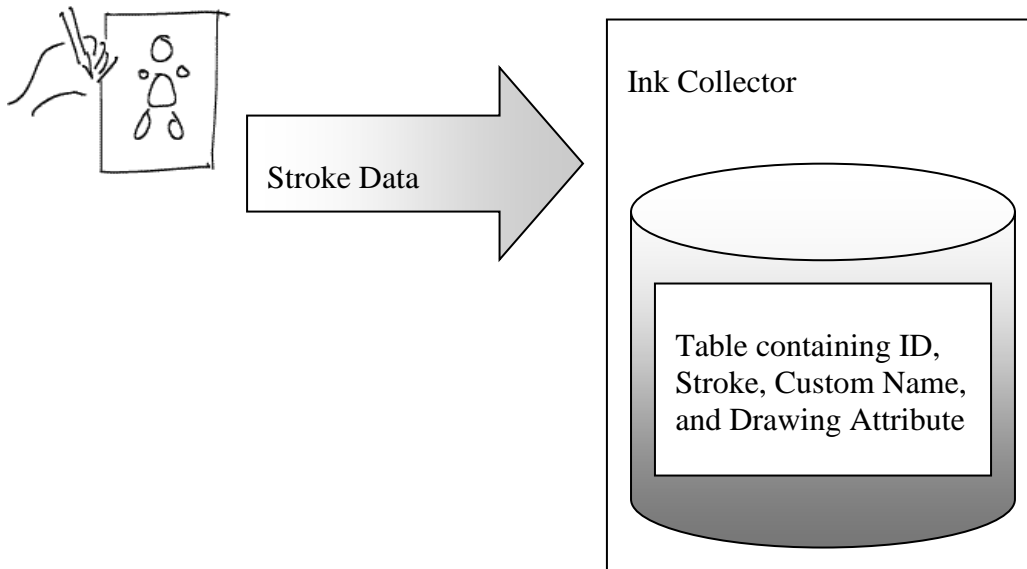 Ink Collector
Stroke Data
Table containing ID,
Stroke, Custom Name,
and Drawing Attribute